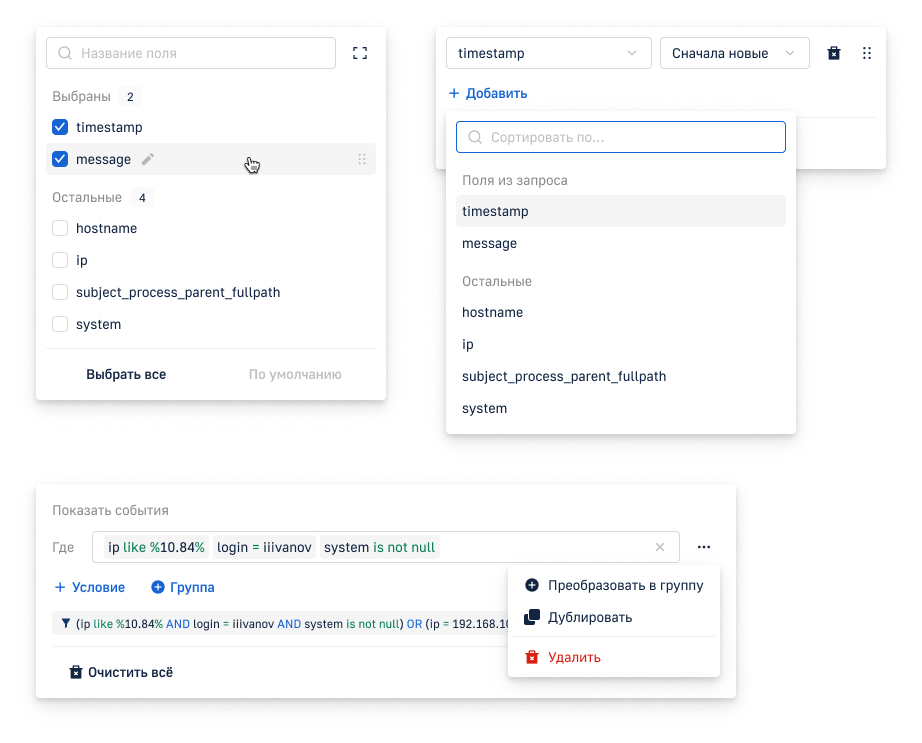 Название поля
Выбраны 2
timestamp
message
Остальные 4
hostname
ip
subject_process_parent_fullpath
system
Выбрать все По умолчанию
timestamp Сначала новые
Добавить
Сортировать по...
Поля из запроса
timestamp
message
Остальные
hostname
ip
subject_process_parent_fullpath
system
Показать события
Где ip like %10.84% login = iiivanov system is not null
Условие Группа
(ip like %10.84% AND login = iiivanov AND system is not null) OR (ip = 192.168.10
Очистить всё
Преобразовать в группу
Дублировать
Удалить